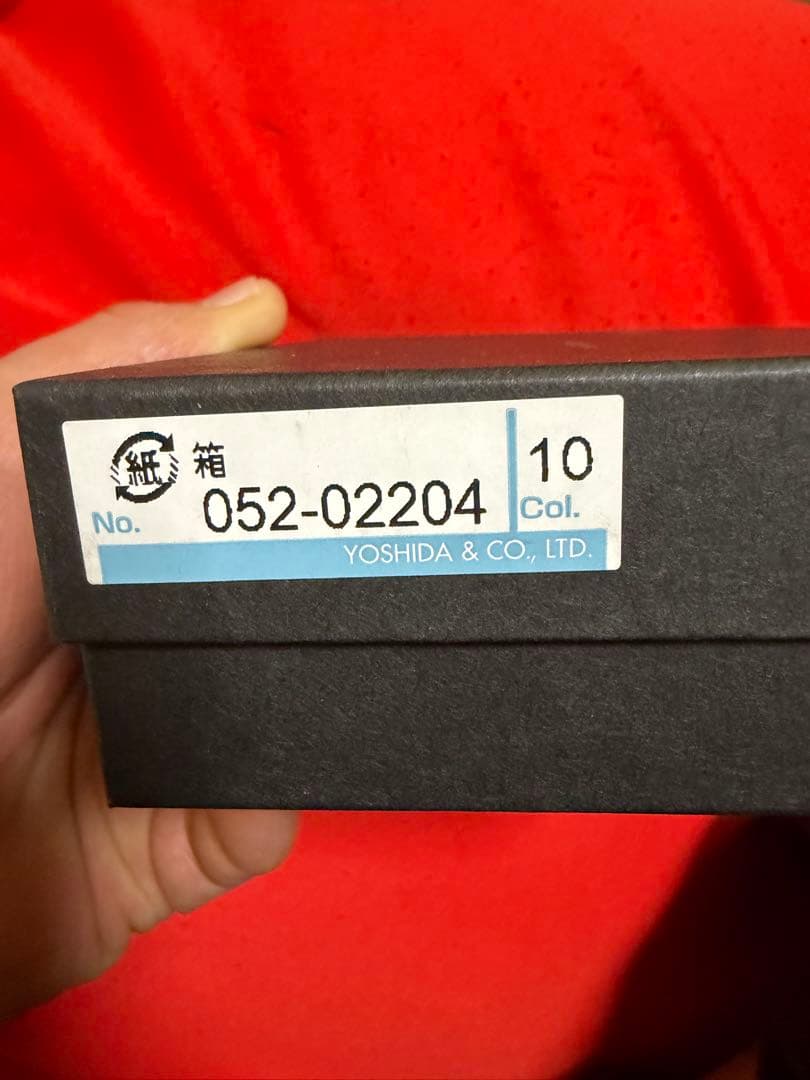 紙 箱
No. 052-02204
10
Col.
YOSHIDA & CO., LTD.